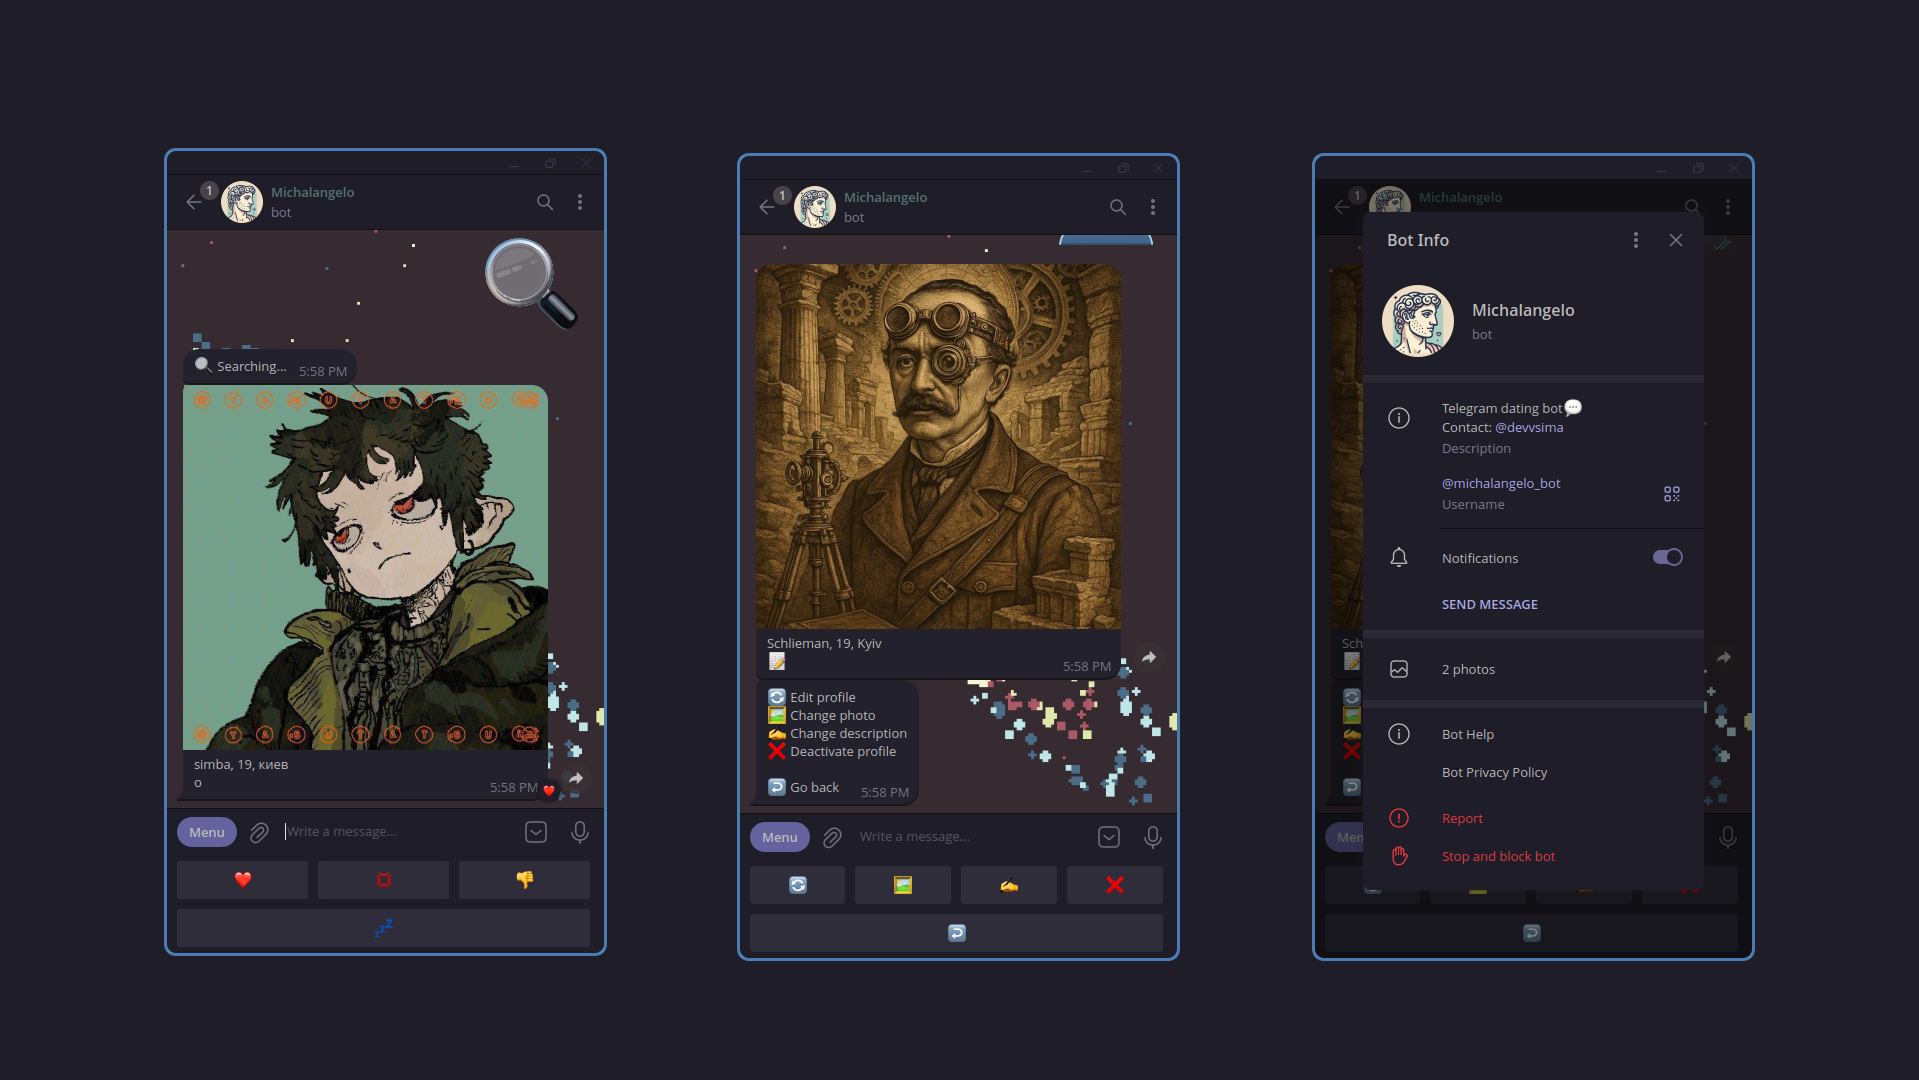 1
Michalangelo
bot
Searching...
5:58 PM
simba, 19, киев
о
5:58 PM
Menu
Write a message...
1
Michalangelo
bot
Schlieman, 19, Kyiv
5:58 PM
Edit profile
Change photo
Change description
Deactivate profile
Go back
5:58 PM
Menu
Write a message...
1
Michalangelo
Bot Info
Michalangelo
bot
Telegram dating bot
Contact: @devvsima
Description
@michalangelo_bot
Username
Notifications
SEND MESSAGE
2 photos
Bot Help
Bot Privacy Policy
Report
Stop and block bot
Sch
Men